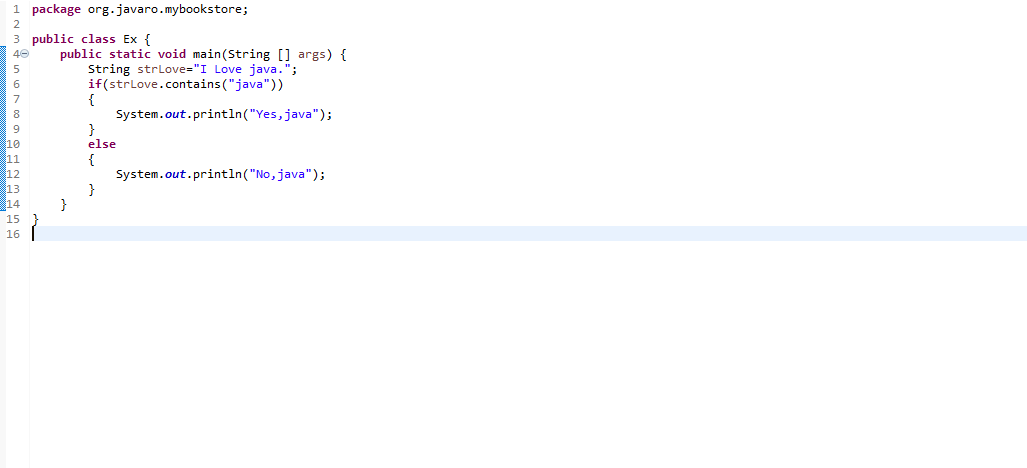 1 package org.javaro.mybookstore;
2
3 public class Ex {
4 public static void main(String [] args) {
5 String strLove="I Love java.";
6 if(strLove.contains("java"))
7 {
8 System.out.println("Yes,java");
9 }
10 else
11 {
12 System.out.println("No,java");
13 }
14 }
15 }
16